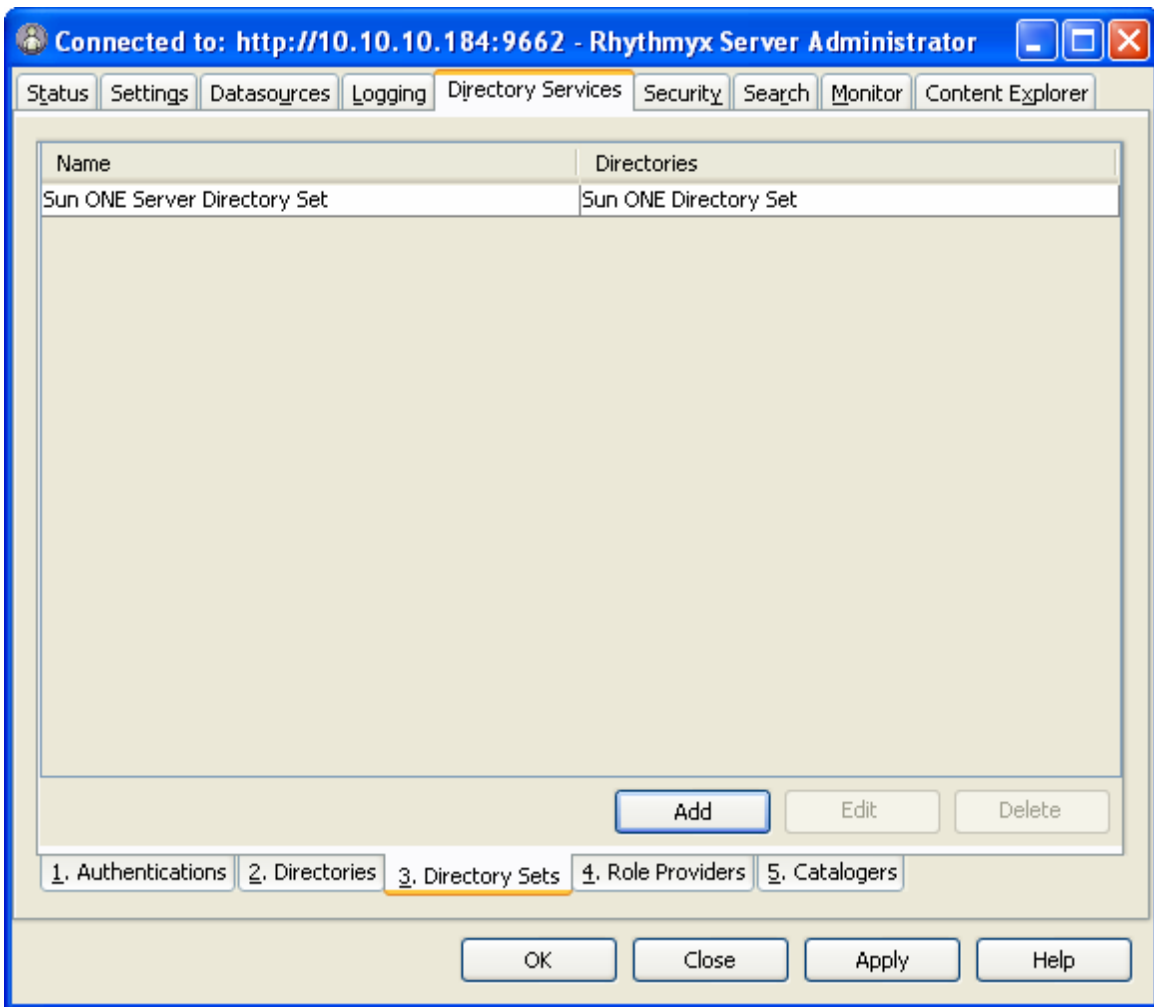 Connected to: http://10.10.10.184:9662 - Rhythmyx Server Administrator
Status Settings Datasources Logging Directory Services Security Search Monitor Content Explorer
Name Directories
Sun ONE Server Directory Set Sun ONE Directory Set
Add Edit Delete
1. Authentications 2. Directories 3. Directory Sets 4. Role Providers 5. Catalogers
OK Close Apply Help